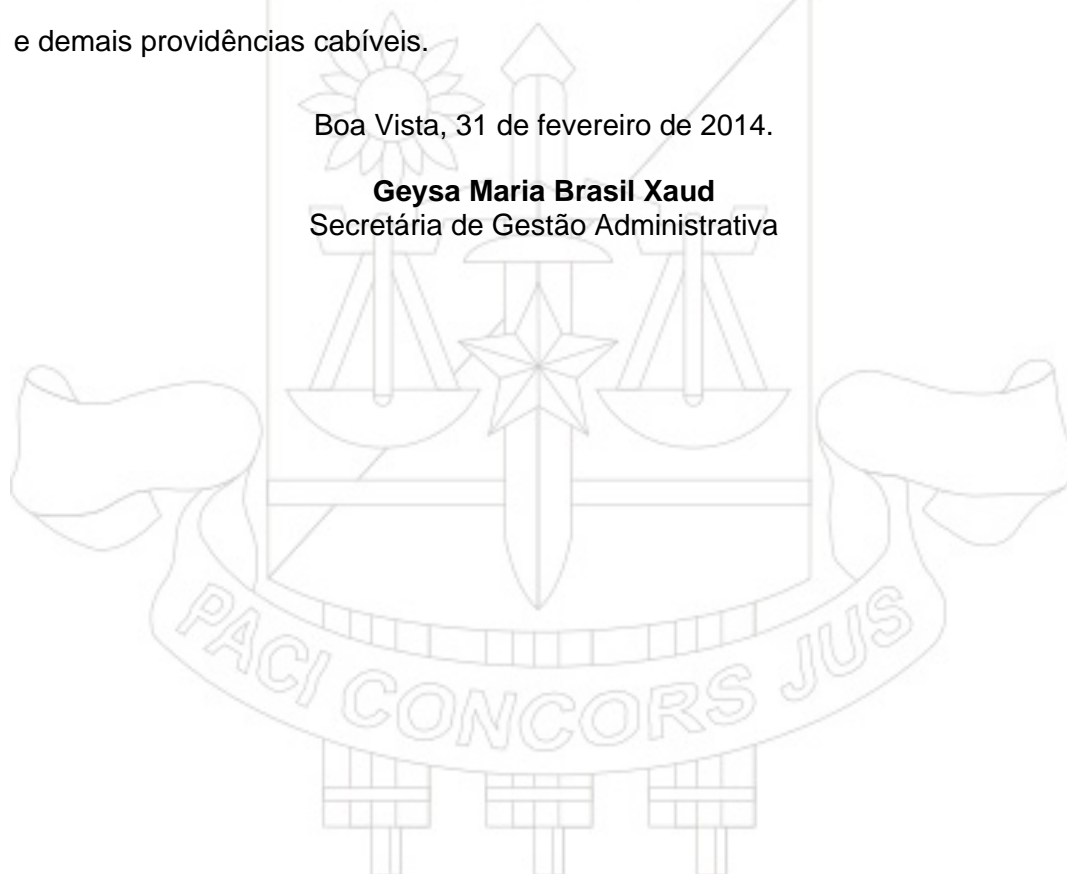 e demais providências cabíveis.
Boa Vista, 31 de fevereiro de 2014.
Geysa Maria Brasil Xaud
Secretária de Gestão Administrativa
PACI CONCORS JUS